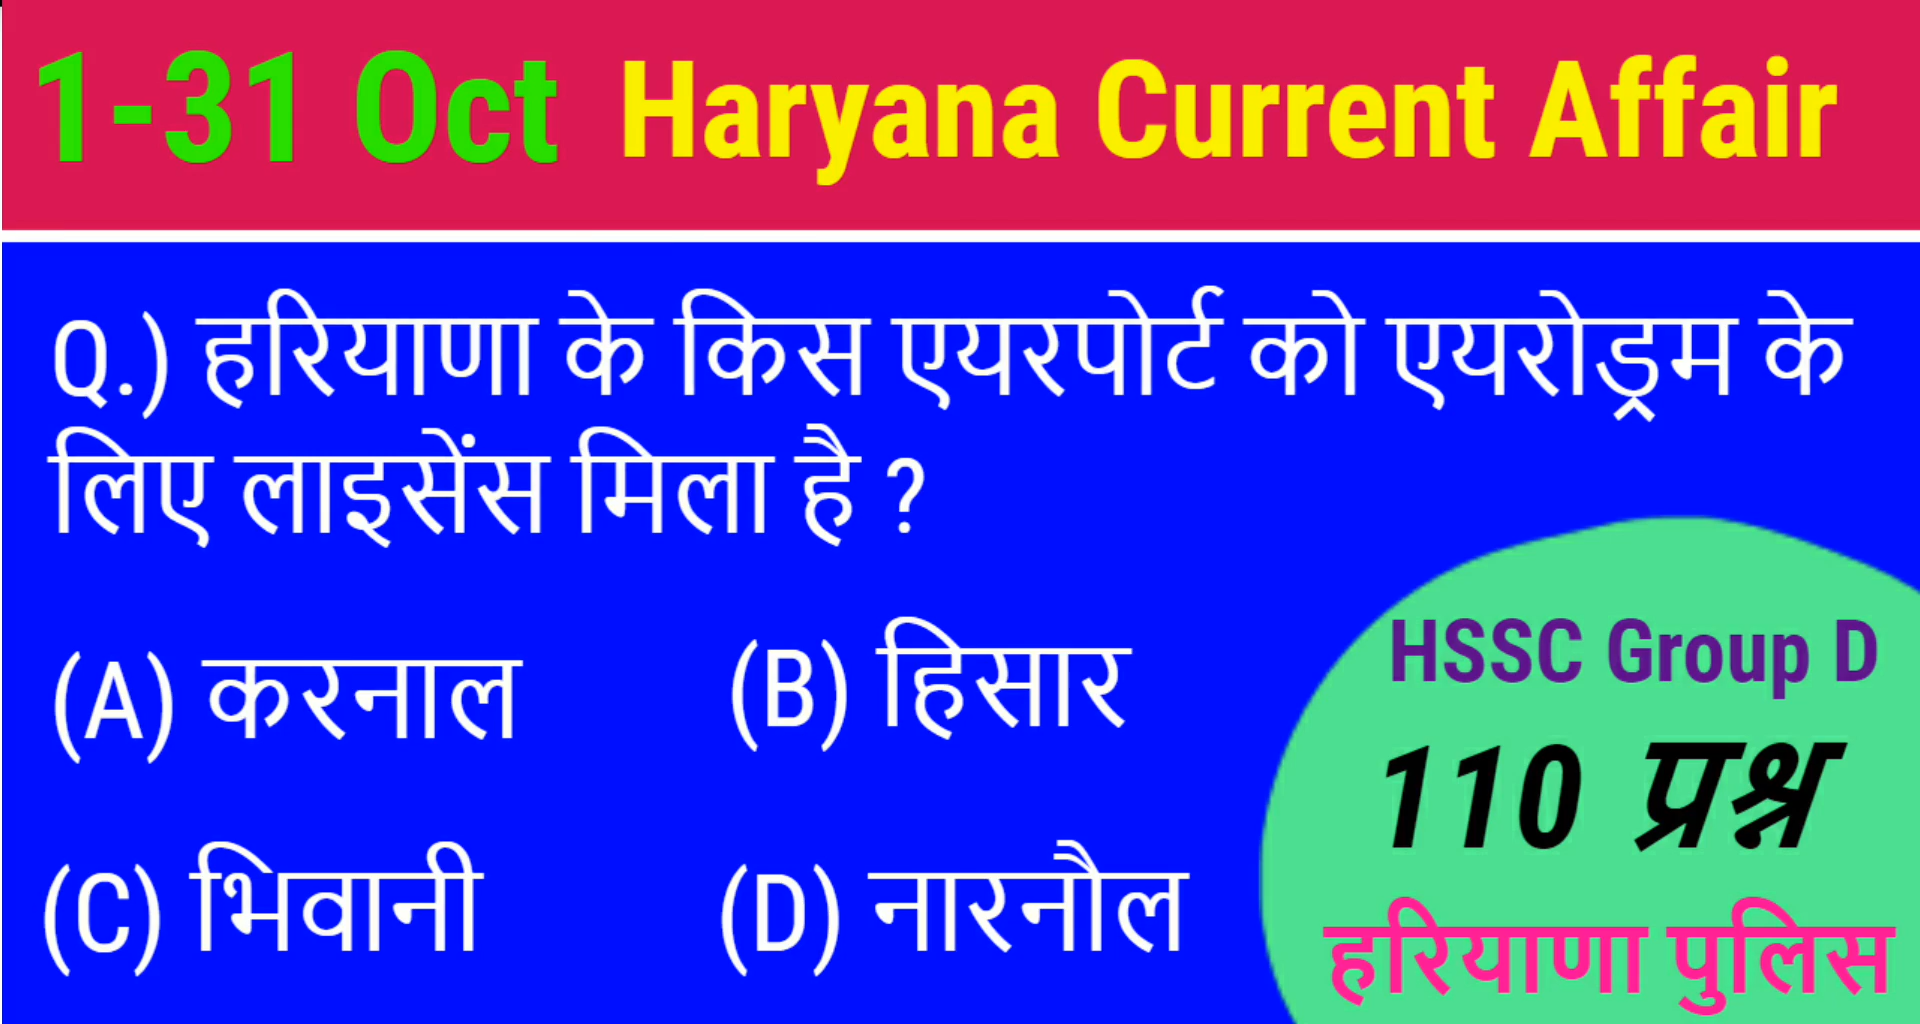 1-31 Oct Haryana Current Affair
Q.) हरियाणा के किस एयरपोर्ट को एयरोड्रम के
लिए लाइसेंस मिला है ?
(A) करनाल (B) हिसार
(C) भिवानी (D) नारनौल
HSSC Group D
110 प्रश्न
हरियाणा पुलिस